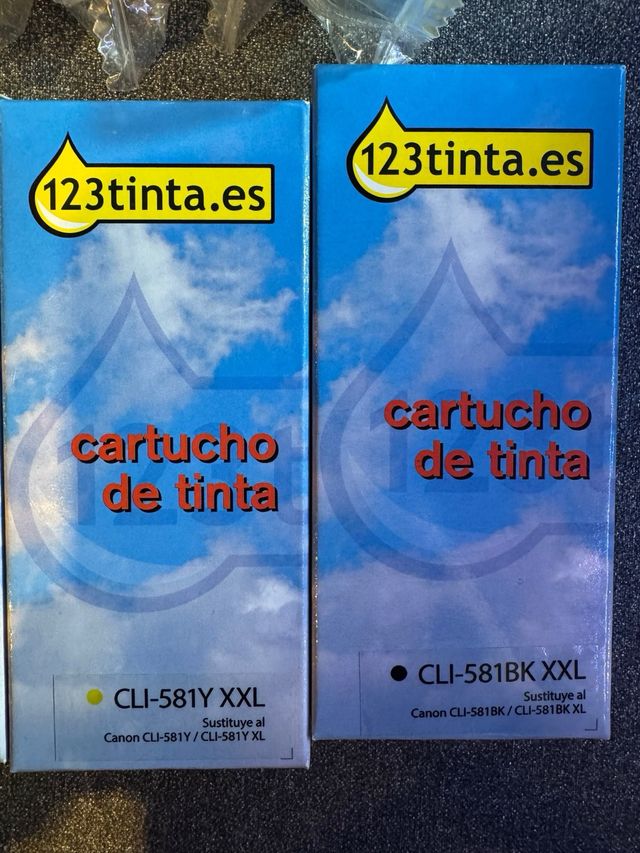 123tinta.es
cartucho
de tinta
CLI-581Y XXL
Sustituye al
Canon CLI-581Y / CLI-581Y XL
123tinta.es
cartucho
de tinta
CLI-581BK XXL
Sustituye al
Canon CLI-581BK / CLI-581BK XL